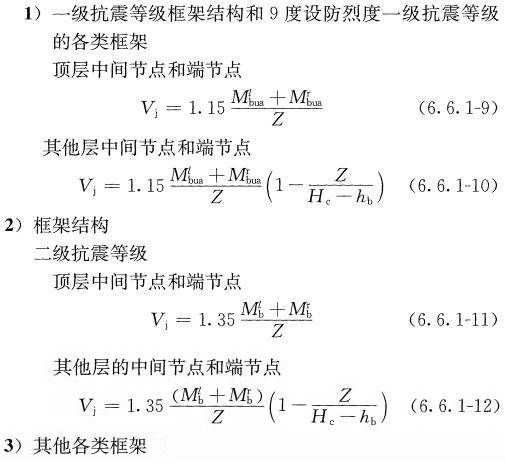 1）一级抗震等级框架结构和 9 度设防烈度一级抗震等级
的各类框架
顶层中间节点和端节点
V_j = 1.15 \frac{M_{bua}^l + M_{bua}^r}{Z} （6.6.1-9）
其他层中间节点和端节点
V_j = 1.15 \frac{M_{bua}^l + M_{bua}^r}{Z} (1 - \frac{Z}{H_c - h_b}) （6.6.1-10）
2）框架结构
二级抗震等级
顶层中间节点和端节点
V_j = 1.35 \frac{M_b^l + M_b^r}{Z} （6.6.1-11）
其他层的中间节点和端节点
V_j = 1.35 \frac{(M_b^l + M_b^r)}{Z} (1 - \frac{Z}{H_c - h_b}) （6.6.1-12）
3）其他各类框架